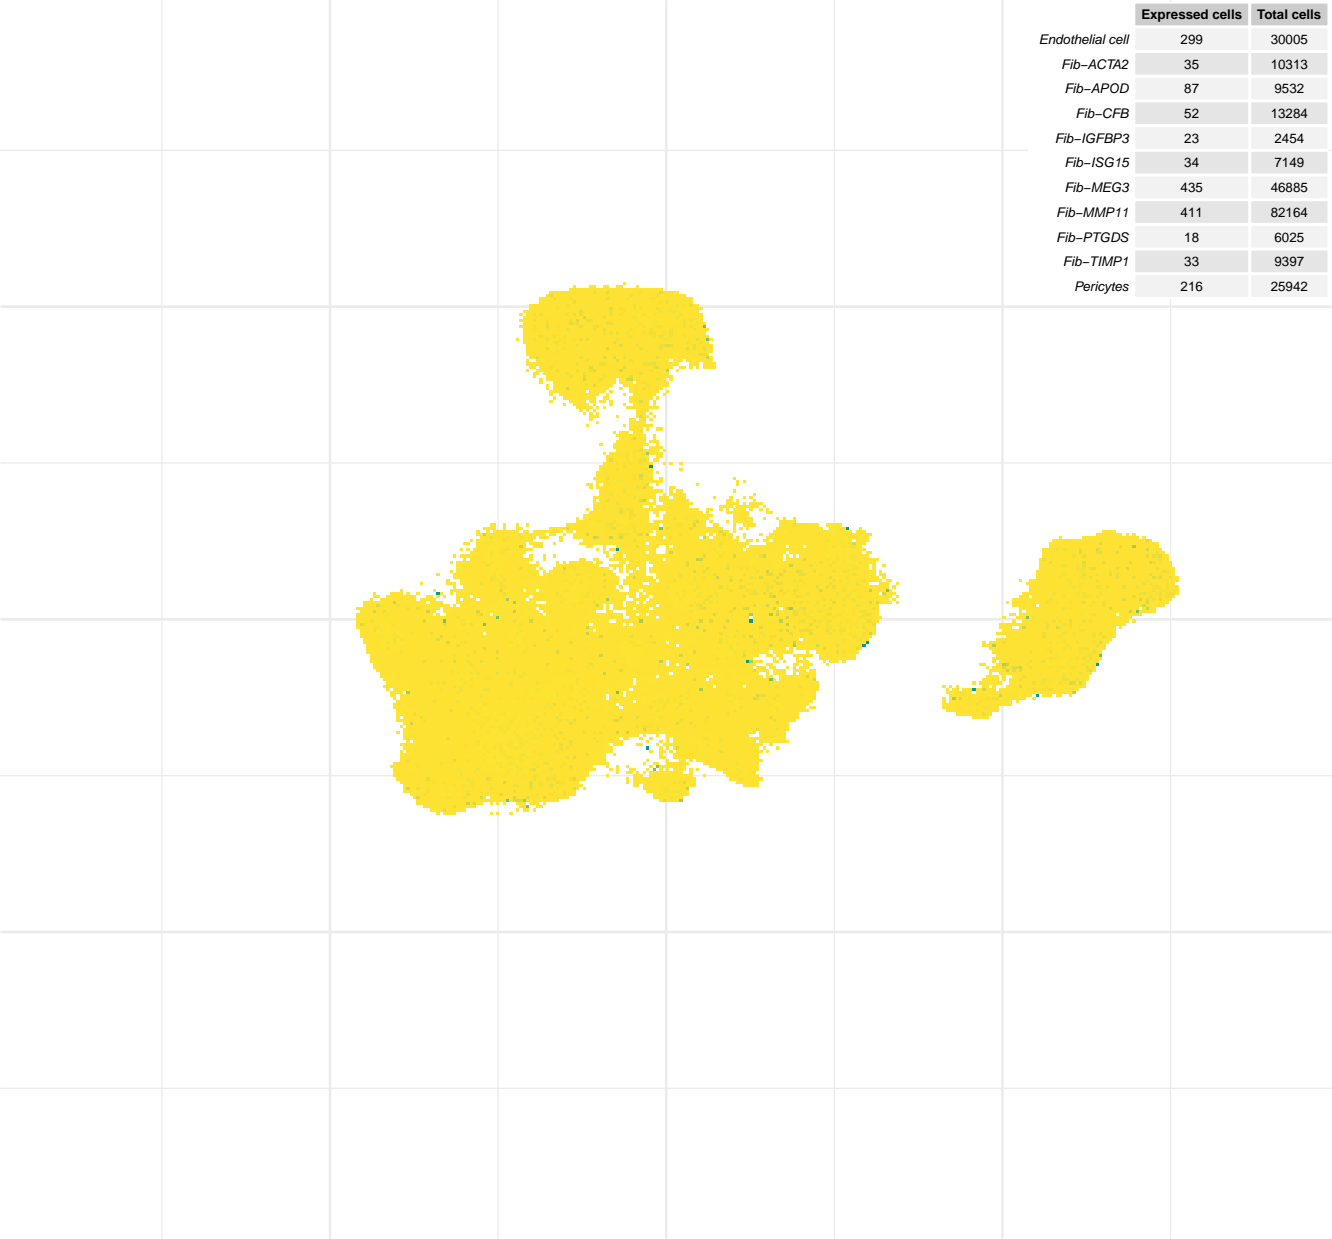 Expressed cells Total cells
Endothelial cell 299 30005
Fib−ACTA2 35 10313
Fib−APOD 87 9532
Fib−CFB 52 13284
Fib−IGFBP3 23 2454
Fib−ISG15 34 7149
Fib−MEG3 435 46885
Fib−MMP11 411 82164
Fib−PTGDS 18 6025
Fib−TIMP1 33 9397
Pericytes 216 25942